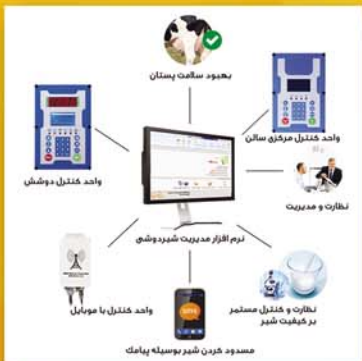 بهبود سلامت پستان
واحد کنترل مرکزی سالن
واحد کنترل دوشش
نظارت و مدیریت
نرم افزار مدیریت شیردوشی
نظارت و کنترل مستمر
بر کیفیت شیر
واحد کنترل با موبایل
sms
مسدود کردن شیر بوسیله پیامک